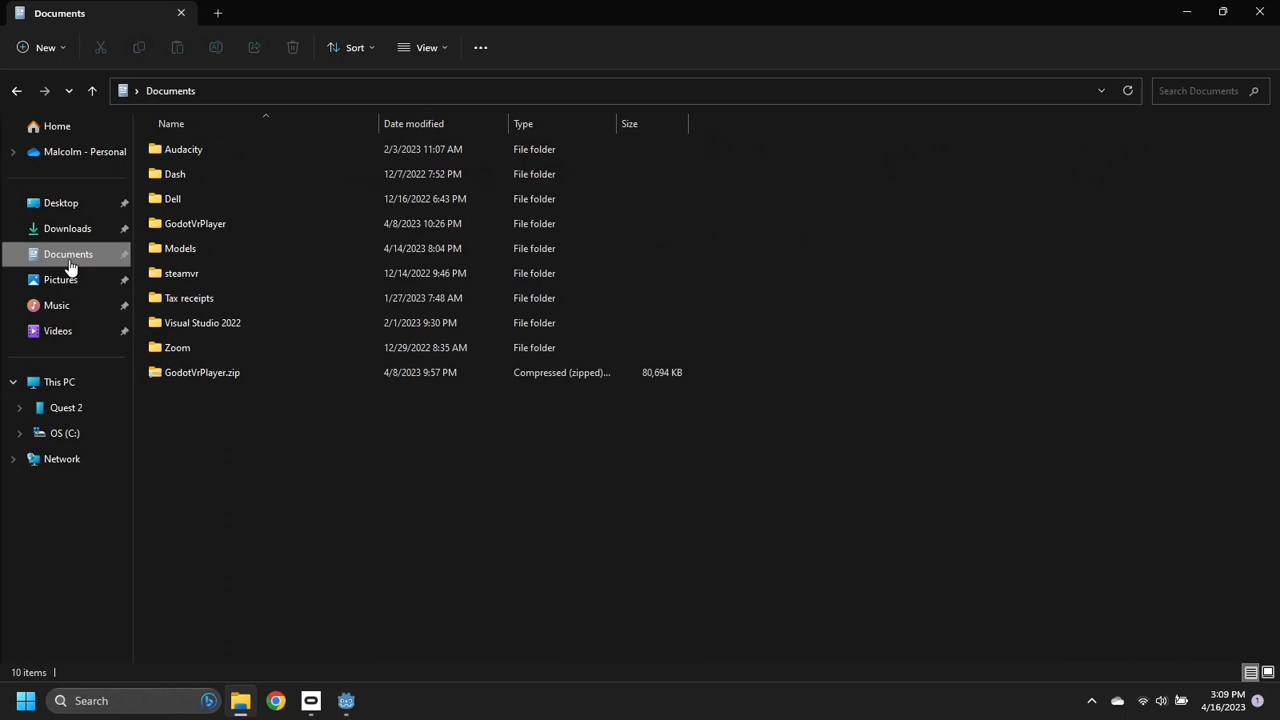 Documents
New
Sort
View
Documents
Search Documents
Home
Malcolm - Personal
Desktop
Downloads
Documents
Pictures
Music
Videos
This PC
Quest 2
OS (C:)
Network
Name Date modified Type Size
Audacity 2/3/2023 11:07 AM File folder
Dash 12/7/2022 7:52 PM File folder
Dell 12/16/2022 6:43 PM File folder
GodotVrPlayer 4/8/2023 10:26 PM File folder
Models 4/14/2023 8:04 PM File folder
steamvr 12/14/2022 9:46 PM File folder
Tax receipts 1/27/2023 7:48 AM File folder
Visual Studio 2022 2/1/2023 9:30 PM File folder
Zoom 12/29/2022 8:35 AM File folder
GodotVrPlayer.zip 4/8/2023 9:57 PM Compressed (zipped)... 80,694 KB
10 items
Search
3:09 PM
4/16/2023
1